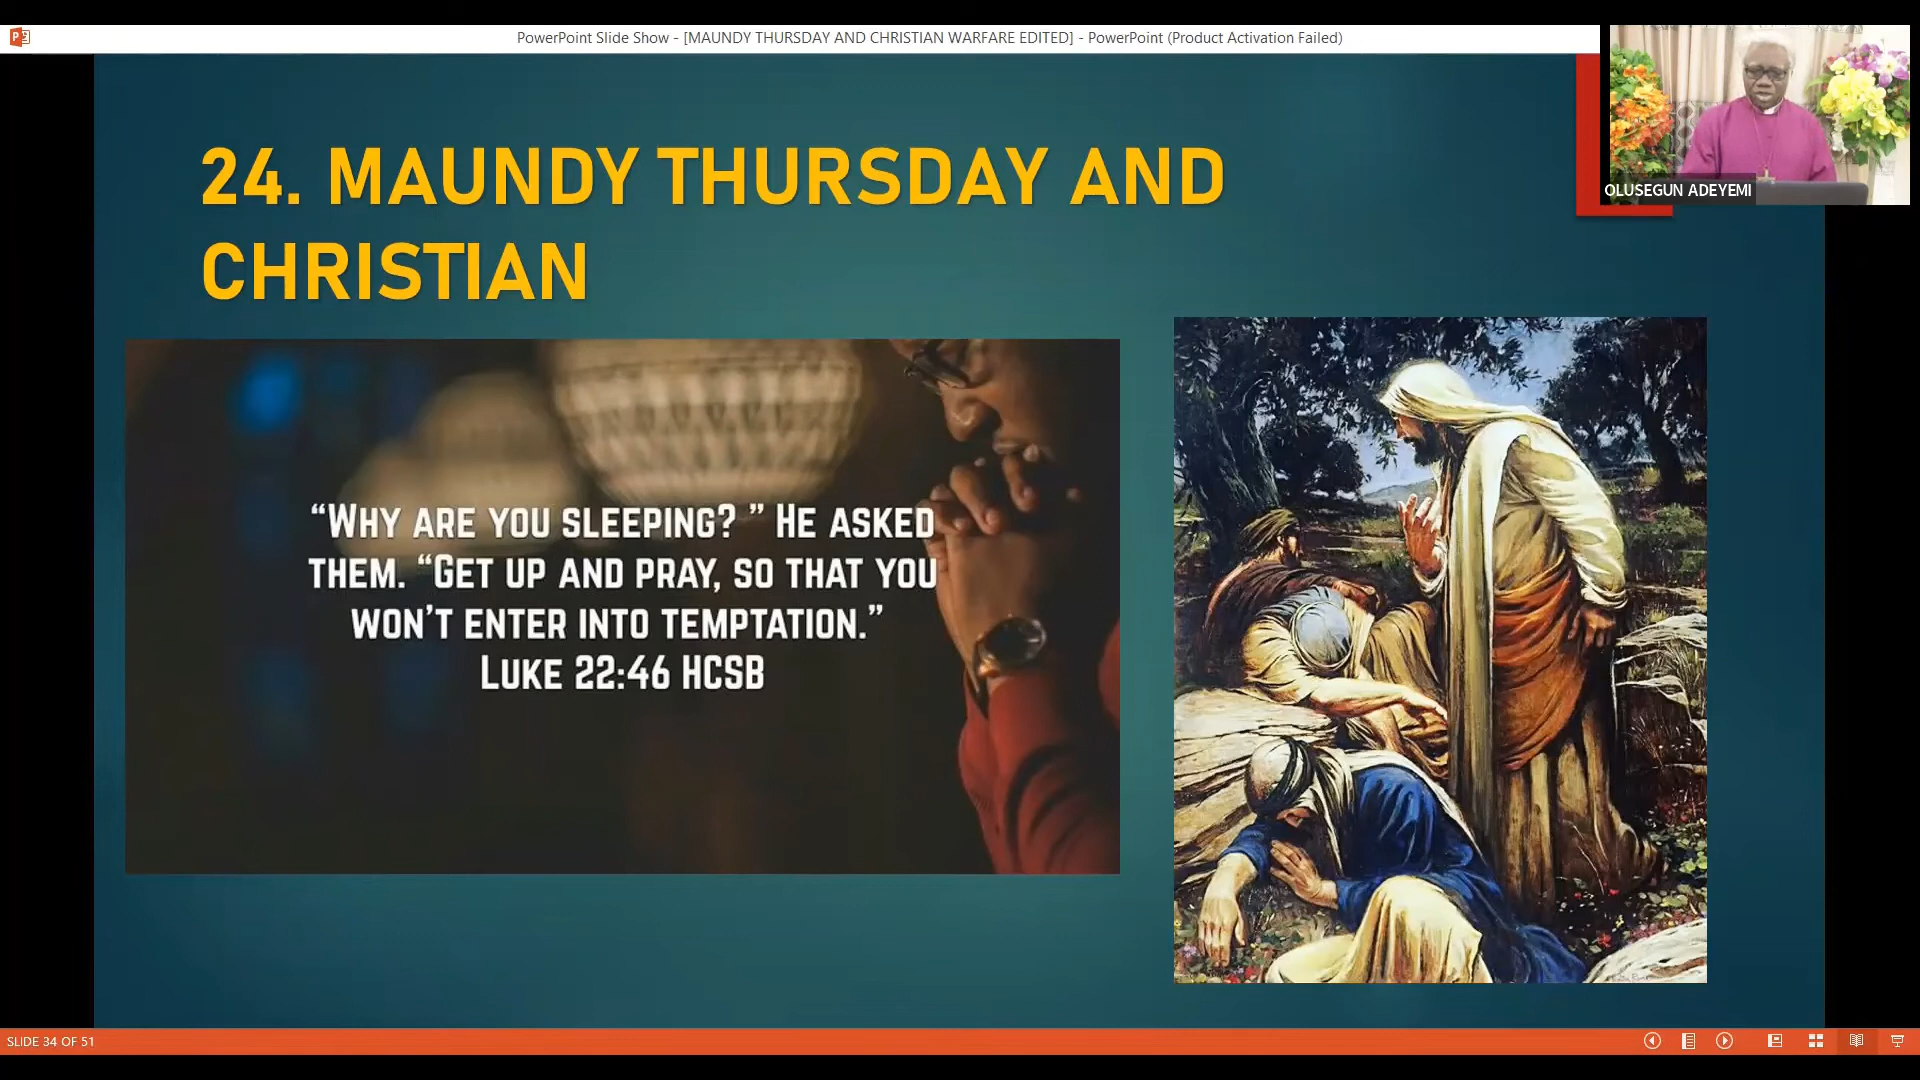 PowerPoint Slide Show - [MAUNDY THURSDAY AND CHRISTIAN WARFARE EDITED] - PowerPoint (Product Activation Failed)
OLUSEGUN ADEYEMI
24. MAUNDY THURSDAY AND
CHRISTIAN
“WHY ARE YOU SLEEPING? ” HE ASKED
THEM. “GET UP AND PRAY, SO THAT YOU
WON’T ENTER INTO TEMPTATION.”
LUKE 22:46 HCSB
SLIDE 34 OF 51